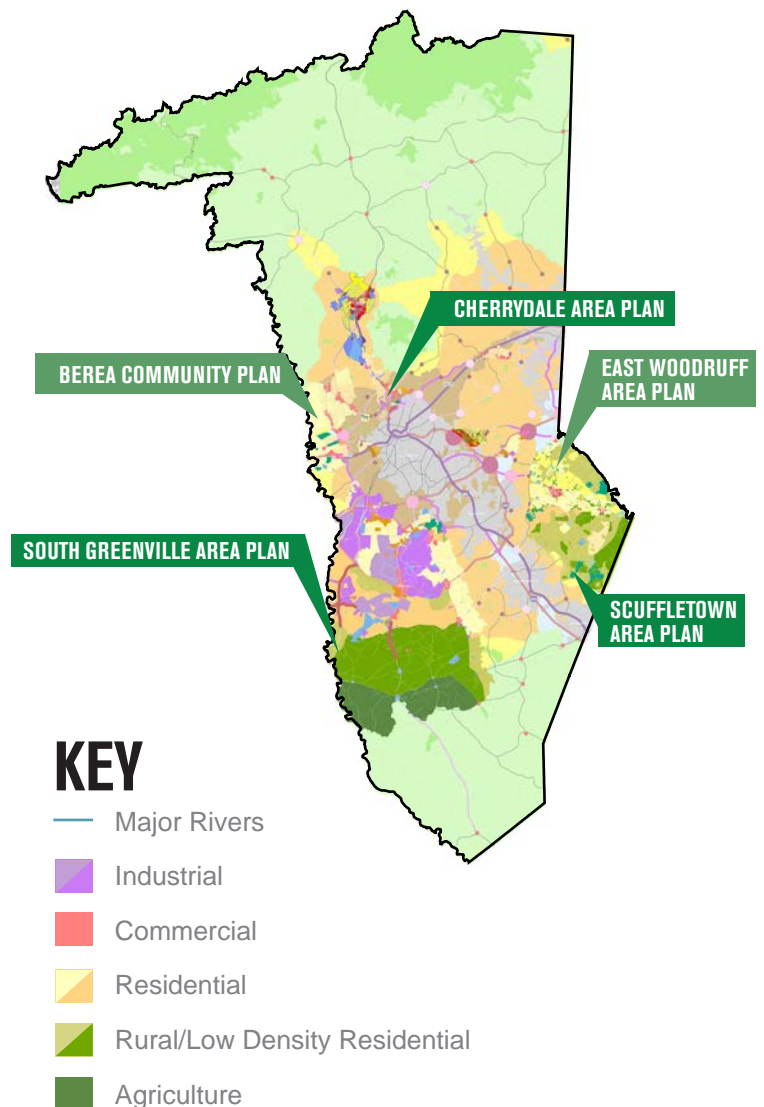 CHERRYDALE AREA PLAN
BEREA COMMUNITY PLAN
EAST WOODRUFF
AREA PLAN
SOUTH GREENVILLE AREA PLAN
SCUFFLETOWN
AREA PLAN
KEY
Major Rivers
Industrial
Commercial
Residential
Rural/Low Density Residential
Agriculture